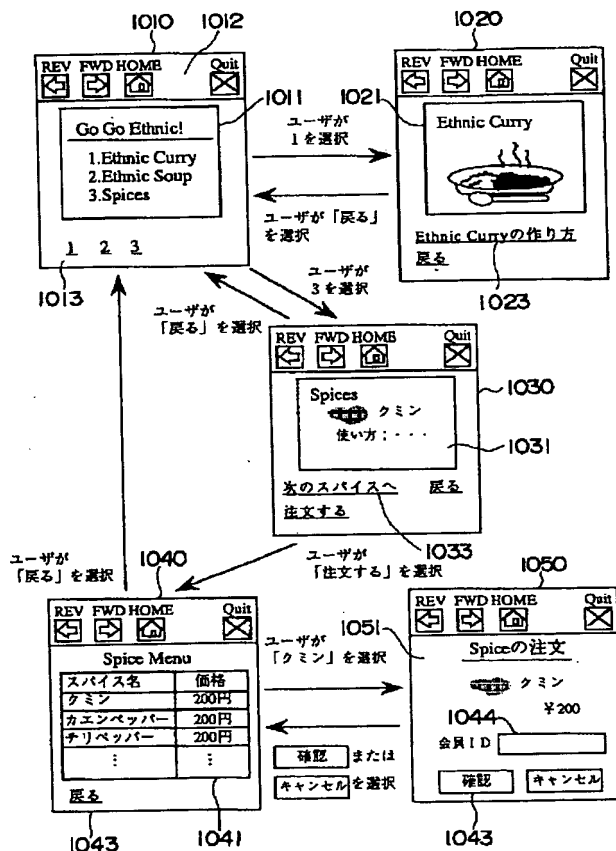 1010
1012
REV FWD HOME Quit
1011
Go Go Ethnic!
1.Ethnic Curry
2.Ethnic Soup
3.Spices
1 2 3
1013
ユーザが
1を選択
ユーザが「戻る」
を選択
1020
REV FWD HOME Quit
1021
Ethnic Curry
Ethnic Curryの作り方
戻る
1023
ユーザが
3を選択
ユーザが
「戻る」を選択
REV FWD HOME Quit
1030
Spices
クミン
使い方:・・・
1031
次のスパイスへ 戻る
注文する
1033
ユーザが
「注文する」を選択
ユーザが
「戻る」を選択
1040
REV FWD HOME Quit
Spice Menu
スパイス名 価格
クミン 200円
カエンペッパー 200円
チリペッパー 200円
⋮ ⋮
戻る
1043
1041
ユーザが
「クミン」を選択
確認 または
キャンセル を選択
1050
REV FWD HOME Quit
1051
Spiceの注文
クミン
¥200
1044
会員ID
確認 キャンセル
1043